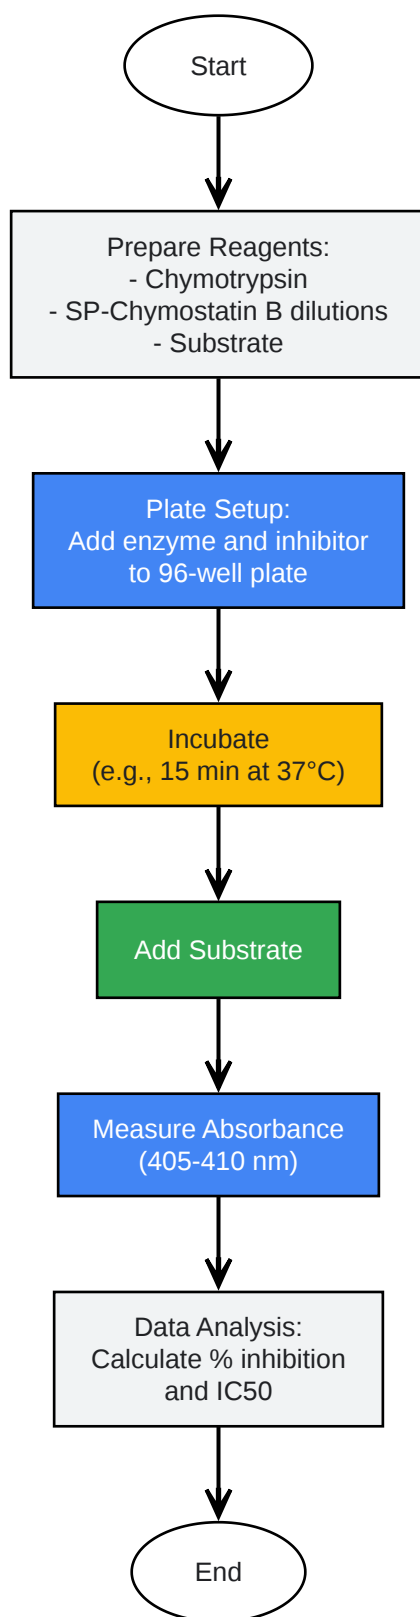 Start
Prepare Reagents:
- Chymotrypsin
- SP-Chymostatin B dilutions
- Substrate
Plate Setup:
Add enzyme and inhibitor
to 96-well plate
Incubate
(e.g., 15 min at 37°C)
Add Substrate
Measure Absorbance
(405-410 nm)
Data Analysis:
Calculate % inhibition
and IC50
End